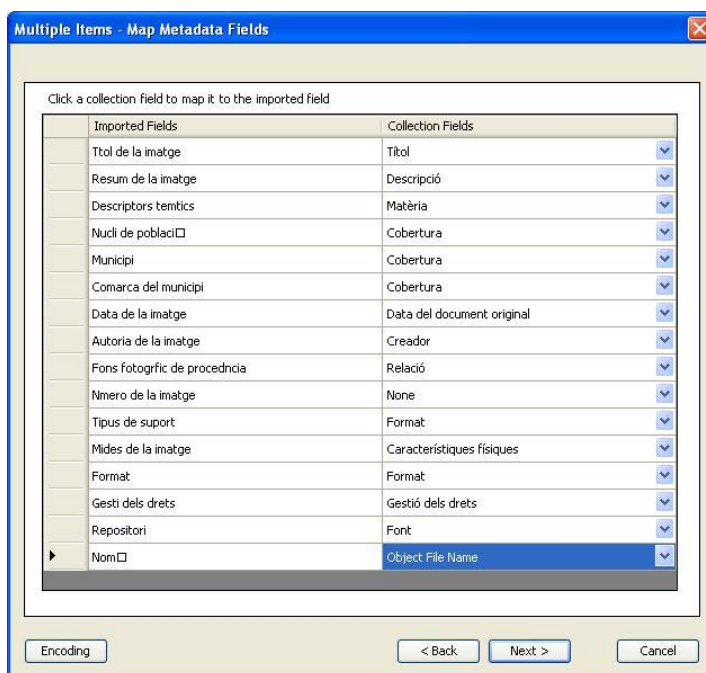 Multiple Items - Map Metadata Fields
Click a collection field to map it to the imported field
Imported Fields Collection Fields
Ttol de la imatge Títol
Resum de la imatge Descripció
Descriptors temtics Matèria
Nucli de poblaci□ Cobertura
Municipi Cobertura
Comarca del municipi Cobertura
Data de la imatge Data del document original
Autoria de la imatge Creador
Fons fotogrfic de procedncia Relació
Nmero de la imatge None
Tipus de suport Format
Mides de la imatge Característiques físiques
Format Format
Gesti dels drets Gestió dels drets
Repositori Font
Nom□ Object File Name
Encoding < Back Next > Cancel